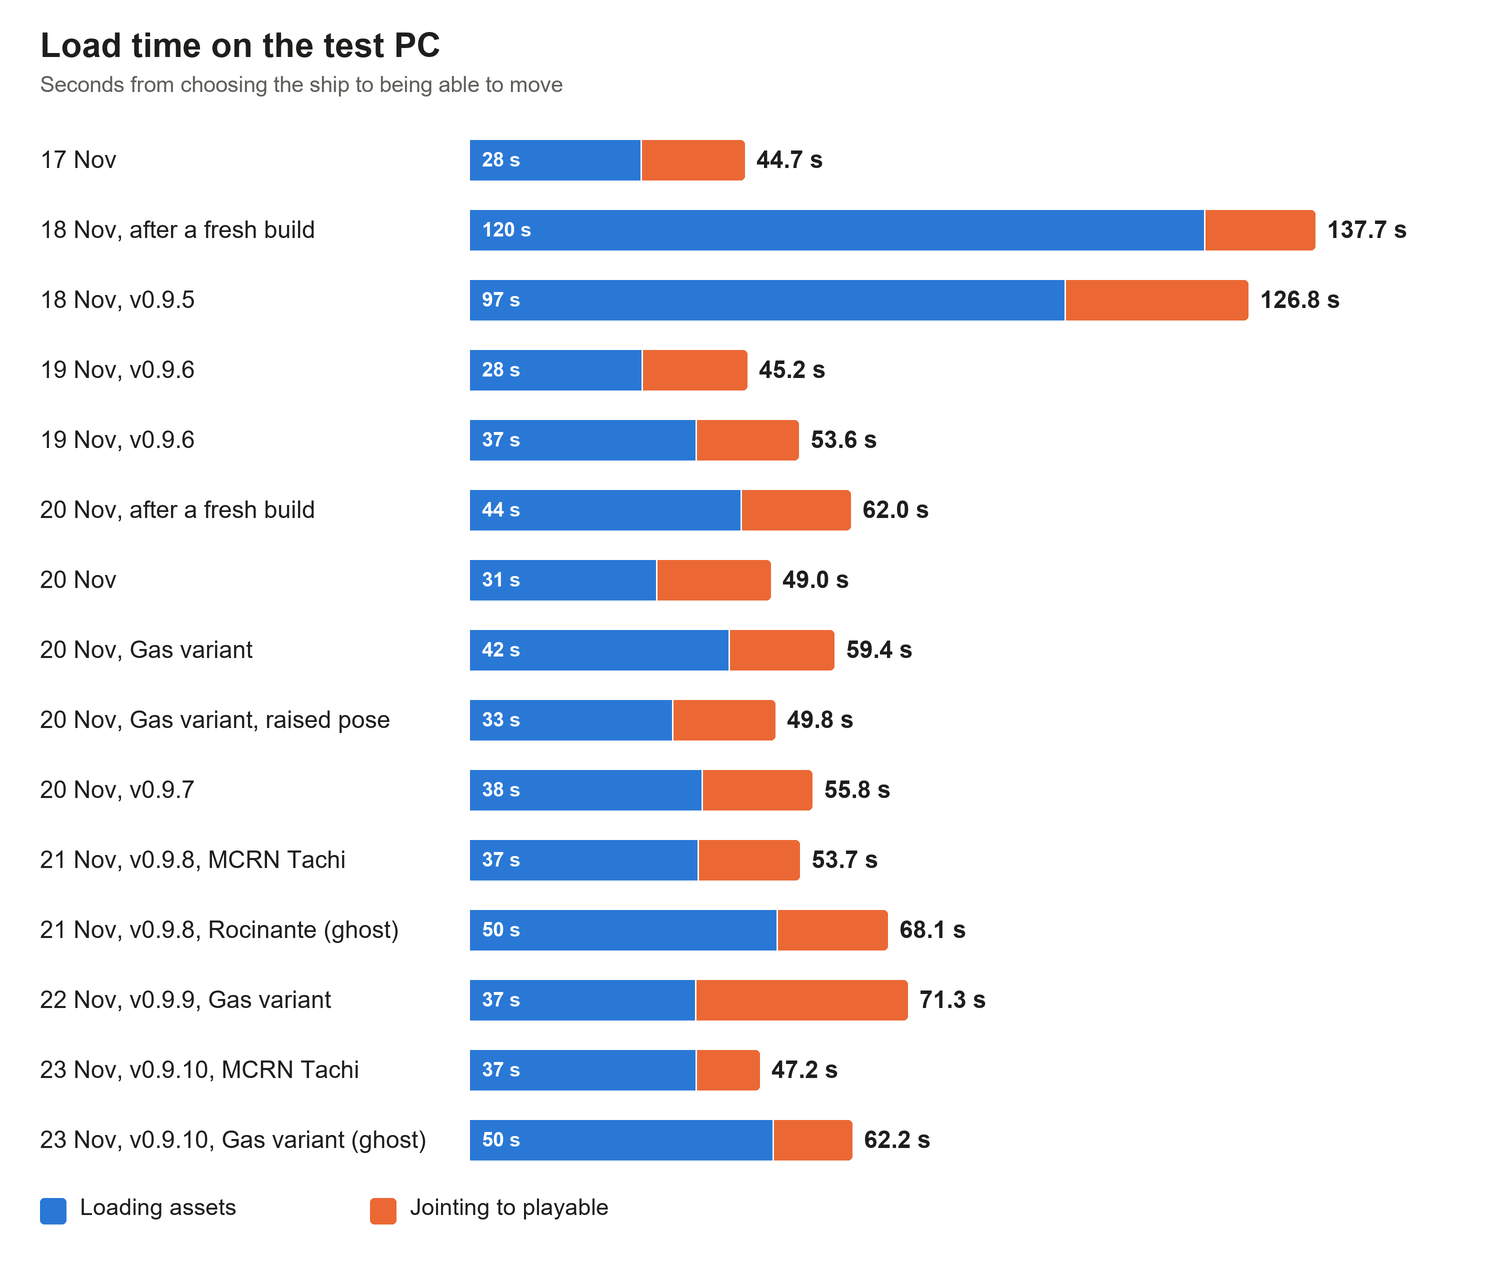 Load time on the test PC
Seconds from choosing the ship to being able to move
17 Nov 28 s 44.7 s
18 Nov, after a fresh build 120 s 137.7 s
18 Nov, v0.9.5 97 s 126.8 s
19 Nov, v0.9.6 28 s 45.2 s
19 Nov, v0.9.6 37 s 53.6 s
20 Nov, after a fresh build 44 s 62.0 s
20 Nov 31 s 49.0 s
20 Nov, Gas variant 42 s 59.4 s
20 Nov, Gas variant, raised pose 33 s 49.8 s
20 Nov, v0.9.7 38 s 55.8 s
21 Nov, v0.9.8, MCRN Tachi 37 s 53.7 s
21 Nov, v0.9.8, Rocinante (ghost) 50 s 68.1 s
22 Nov, v0.9.9, Gas variant 37 s 71.3 s
23 Nov, v0.9.10, MCRN Tachi 37 s 47.2 s
23 Nov, v0.9.10, Gas variant (ghost) 50 s 62.2 s
Loading assets Jointing to playable